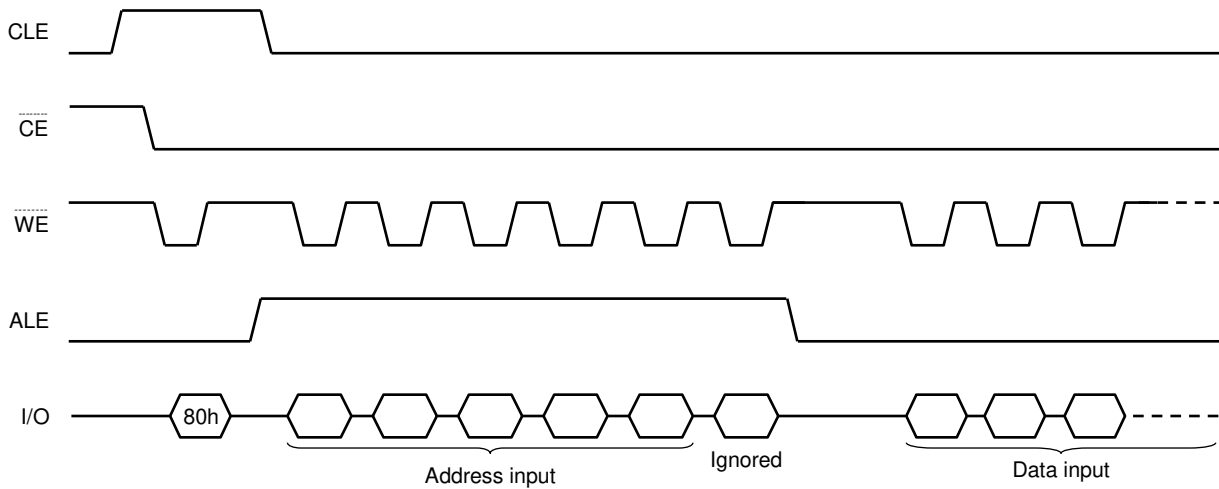 CLE
CE
WE
ALE
I/O
80h
Address input
Ignored
Data input